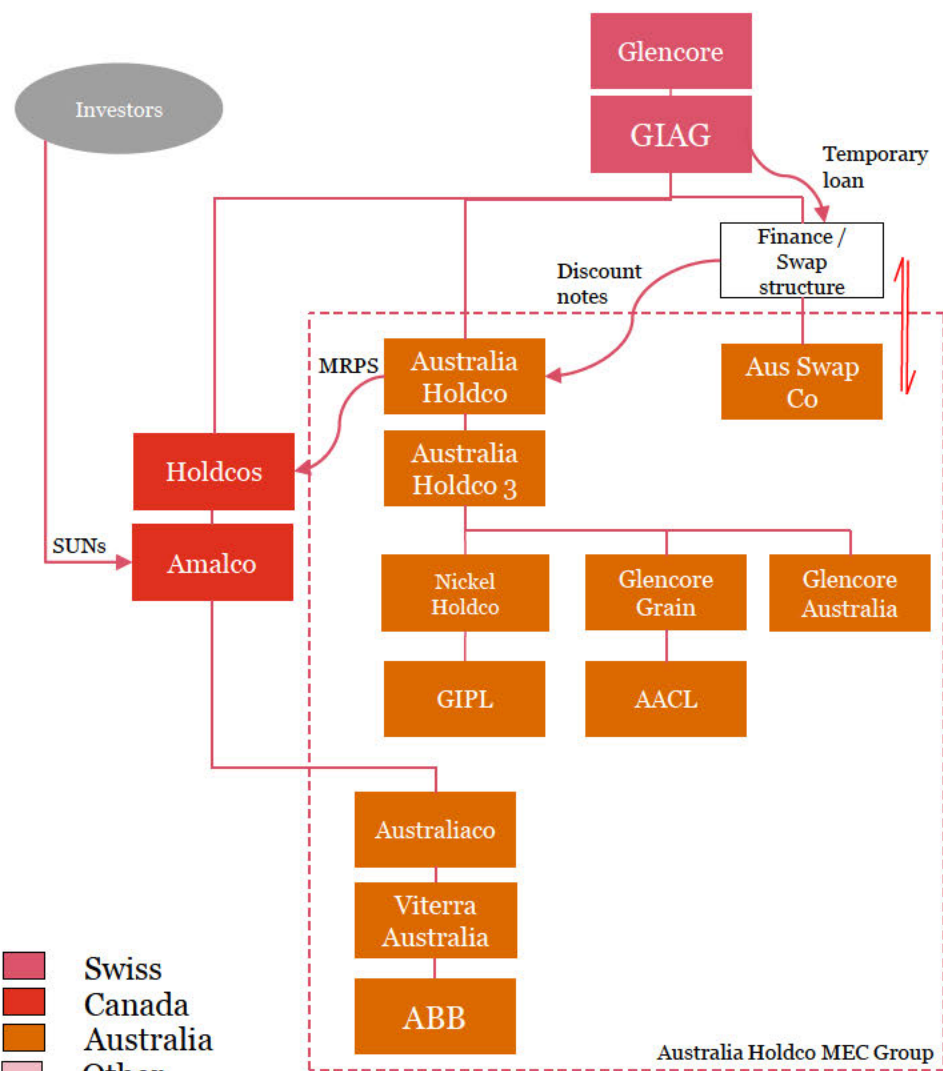 Glencore
Investors
GIAG
Temporary
loan
Finance /
Swap
structure
Discount
notes
MRPS
Australia
Holdco
Aus Swap
Co
Holdcos
Australia
Holdco 3
SUNs
Amalco
Nickel
Holdco
Glencore
Grain
Glencore
Australia
GIPL
AACL
Australiaco
Viterra
Australia
ABB
Swiss
Canada
Australia
Other
Australia Holdco MEC Group